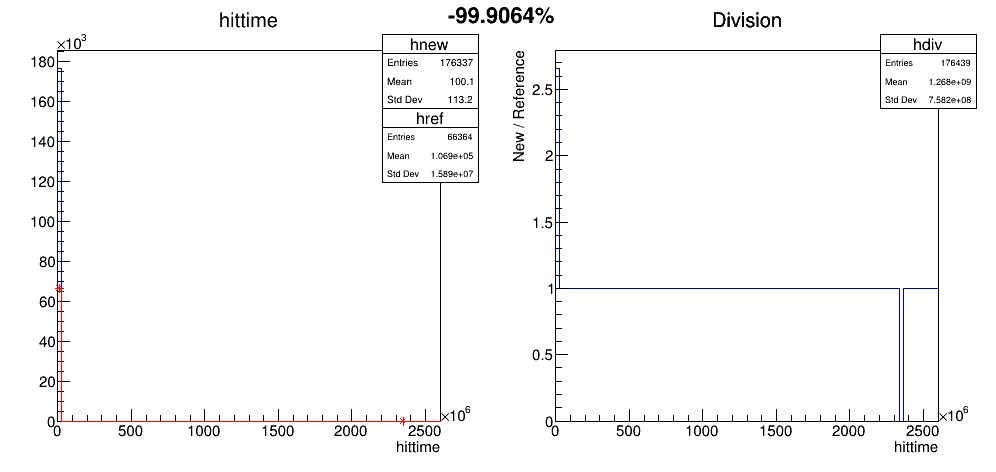 -99.9064%
hittime
×10³
180
160
140
120
100
80
60
40
20
0
0 500 1000 1500 2000 2500
×10⁶
hittime
hnew
Entries 176337
Mean 100.1
Std Dev 113.2
href
Entries 66364
Mean 1.069e+05
Std Dev 1.589e+07
Division
New / Reference
2.5
2
1.5
1
0.5
0
0 500 1000 1500 2000 2500
×10⁶
hittime
hdiv
Entries 176439
Mean 1.268e+09
Std Dev 7.582e+08